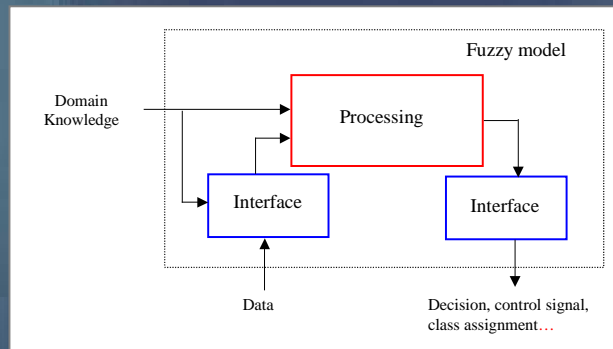 Fuzzy model
Domain
Knowledge
Processing
Interface
Interface
Data
Decision, control signal,
class assignment…